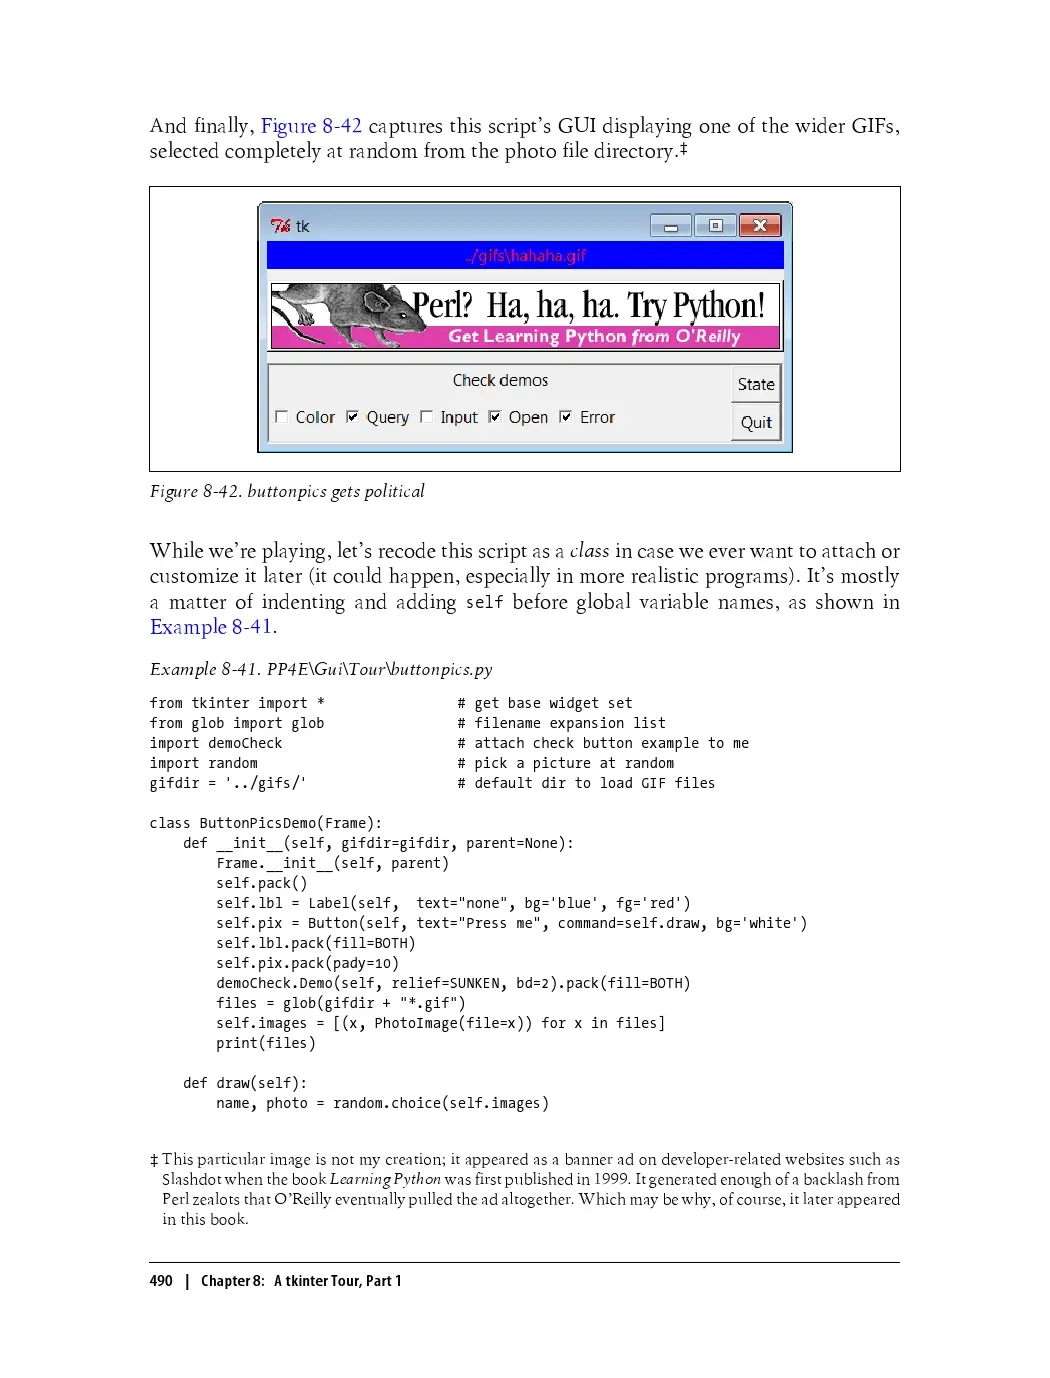 And finally, Figure 8-42 captures this script’s GUI displaying one of the wider GIFs,
selected completely at random from the photo file directory.‡
tk
../gifs\hahaha.gif
Perl? Ha, ha, ha. Try Python!
Get Learning Python from O'Reilly
Check demos
State
Color Query Input Open Error
Quit
Figure 8-42. buttonpics gets political
While we’re playing, let’s recode this script as a class in case we ever want to attach or
customize it later (it could happen, especially in more realistic programs). It’s mostly
a matter of indenting and adding self before global variable names, as shown in
Example 8-41.
Example 8-41. PP4E\Gui\Tour\buttonpics.py
from tkinter import * # get base widget set
from glob import glob # filename expansion list
import demoCheck # attach check button example to me
import random # pick a picture at random
gifdir = '../gifs/' # default dir to load GIF files
class ButtonPicsDemo(Frame):
    def __init__(self, gifdir=gifdir, parent=None):
        Frame.__init__(self, parent)
        self.pack()
        self.lbl = Label(self,  text="none", bg='blue', fg='red')
        self.pix = Button(self, text="Press me", command=self.draw, bg='white')
        self.lbl.pack(fill=BOTH)
        self.pix.pack(pady=10)
        demoCheck.Demo(self, relief=SUNKEN, bd=2).pack(fill=BOTH)
        files = glob(gifdir + "*.gif")
        self.images = [(x, PhotoImage(file=x)) for x in files]
        print(files)
    def draw(self):
        name, photo = random.choice(self.images)
‡ This particular image is not my creation; it appeared as a banner ad on developer-related websites such as
Slashdot when the book Learning Python was first published in 1999. It generated enough of a backlash from
Perl zealots that O’Reilly eventually pulled the ad altogether. Which may be why, of course, it later appeared
in this book.
490 | Chapter 8: A tkinter Tour, Part 1